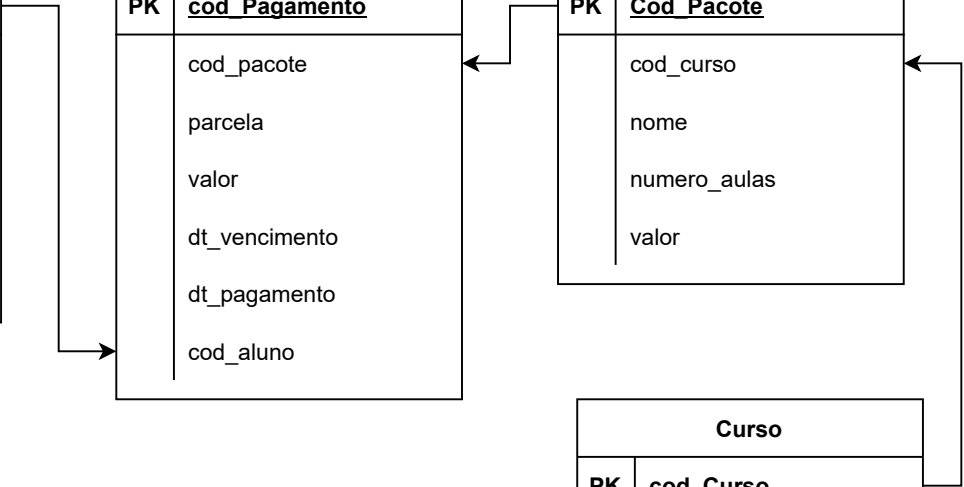 PK cod_Pagamento
cod_pacote
parcela
valor
dt_vencimento
dt_pagamento
cod_aluno
PK Cod_Pacote
cod_curso
nome
numero_aulas
valor
Curso
PK cod_Curso